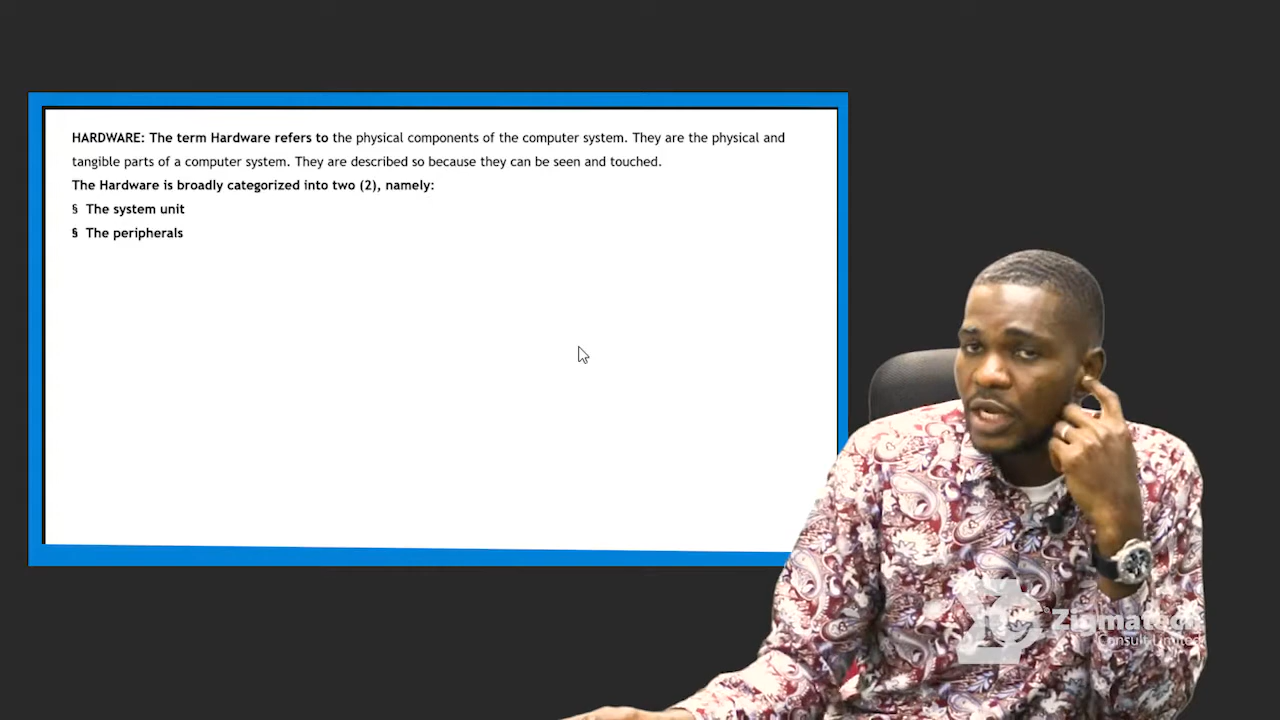 HARDWARE: The term Hardware refers to the physical components of the computer system. They are the physical and
tangible parts of a computer system. They are described so because they can be seen and touched.
The Hardware is broadly categorized into two (2), namely:
§ The system unit
§ The peripherals
Zigmatech
Consult Limited